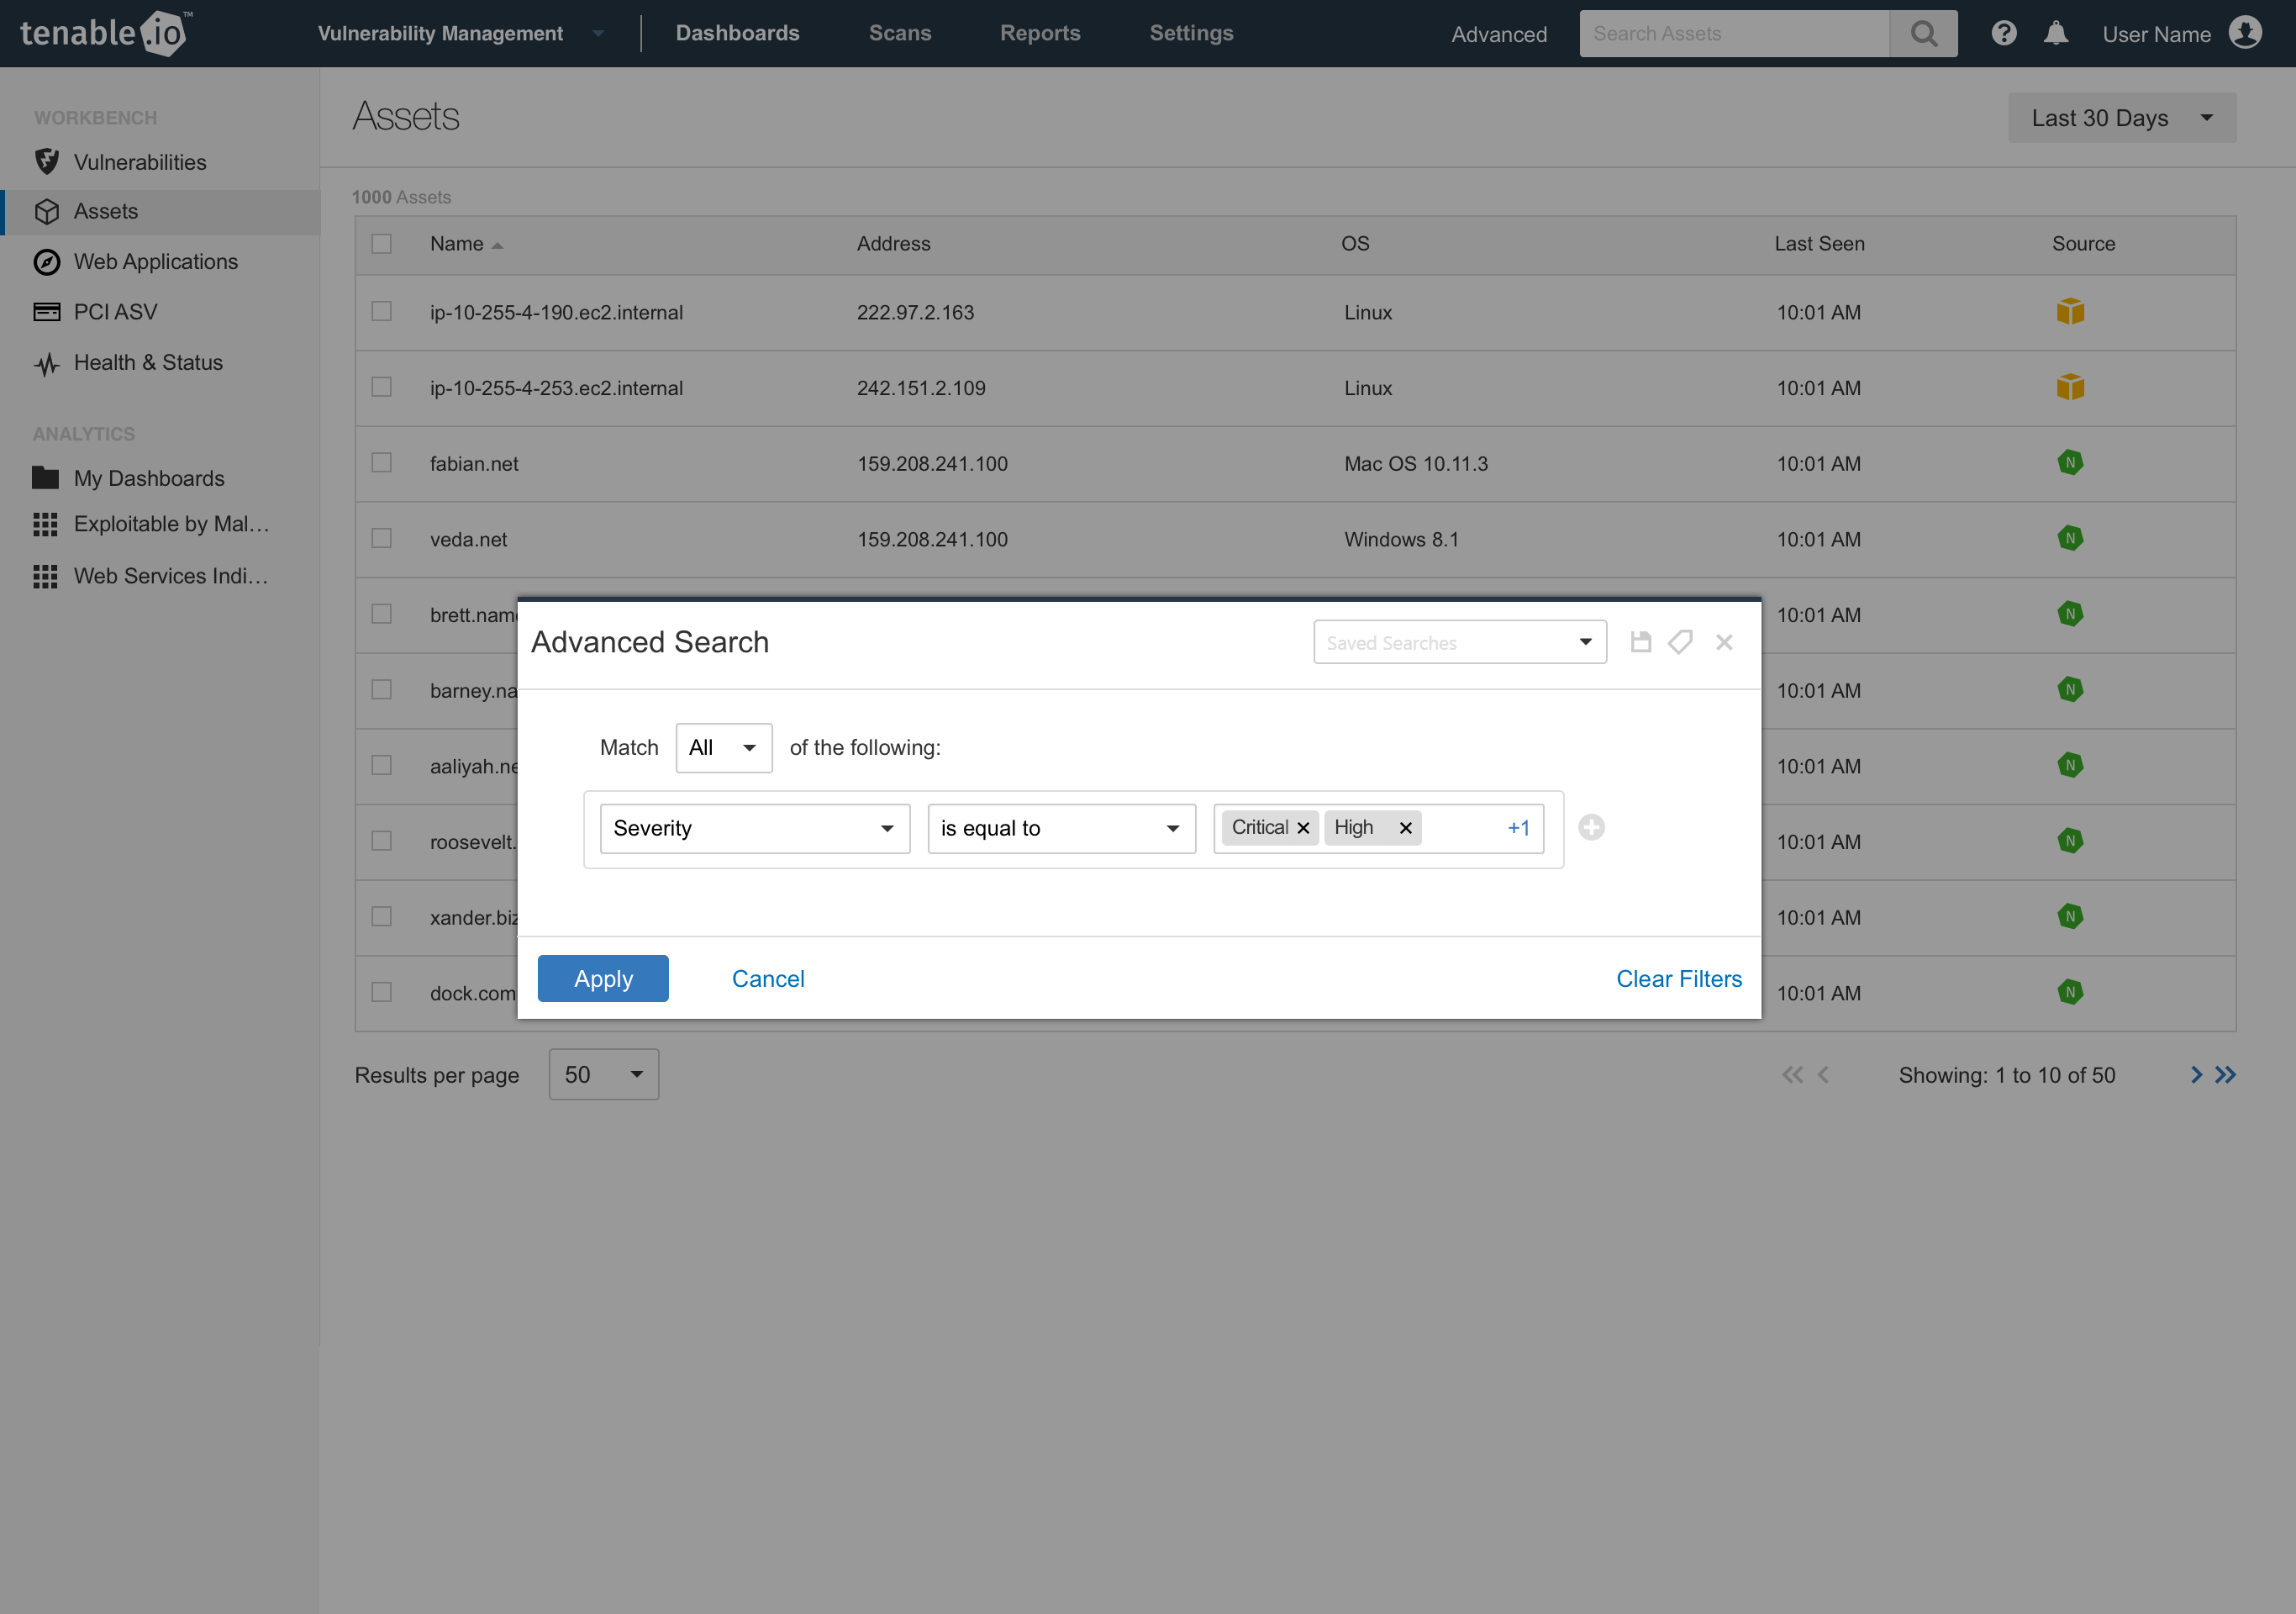 tenable.io™ Vulnerability Management Dashboards Scans Reports Settings Advanced Search Assets User Name
WORKBENCH
Vulnerabilities
Assets
Web Applications
PCI ASV
Health & Status
ANALYTICS
My Dashboards
Exploitable by Mal...
Web Services Indi...
Assets
Last 30 Days
1000 Assets
Name Address OS Last Seen Source
ip-10-255-4-190.ec2.internal 222.97.2.163 Linux 10:01 AM
ip-10-255-4-253.ec2.internal 242.151.2.109 Linux 10:01 AM
fabian.net 159.208.241.100 Mac OS 10.11.3 10:01 AM N
veda.net 159.208.241.100 Windows 8.1 10:01 AM N
brett.name 10:01 AM N
barney.na 10:01 AM N
aaliyah.ne 10:01 AM N
roosevelt. 10:01 AM N
xander.biz 10:01 AM N
dock.com 10:01 AM N
Advanced Search
Saved Searches
Match All of the following:
Severity is equal to Critical High +1
Apply Cancel Clear Filters
Results per page 50 Showing: 1 to 10 of 50